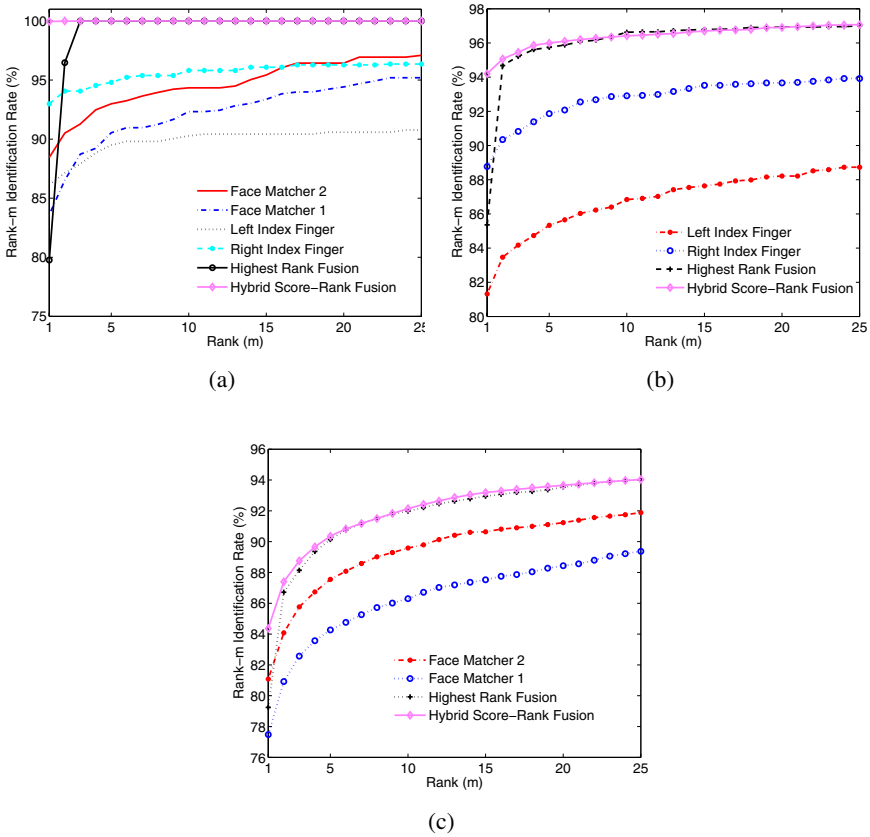 100
95
90
85
80
75
Rank−m Identification Rate (%)
Face Matcher 2
Face Matcher 1
Left Index Finger
Right Index Finger
Highest Rank Fusion
Hybrid Score−Rank Fusion
1 5 10 15 20 25
Rank (m)
(a)
98
96
94
92
90
88
86
84
82
80
Rank−m Identification Rate (%)
Left Index Finger
Right Index Finger
Highest Rank Fusion
Hybrid Score−Rank Fusion
1 5 10 15 20 25
Rank (m)
(b)
96
94
92
90
88
86
84
82
80
78
76
Rank−m Identification Rate (%)
Face Matcher 2
Face Matcher 1
Highest Rank Fusion
Hybrid Score−Rank Fusion
1 5 10 15 20 25
Rank (m)
(c)